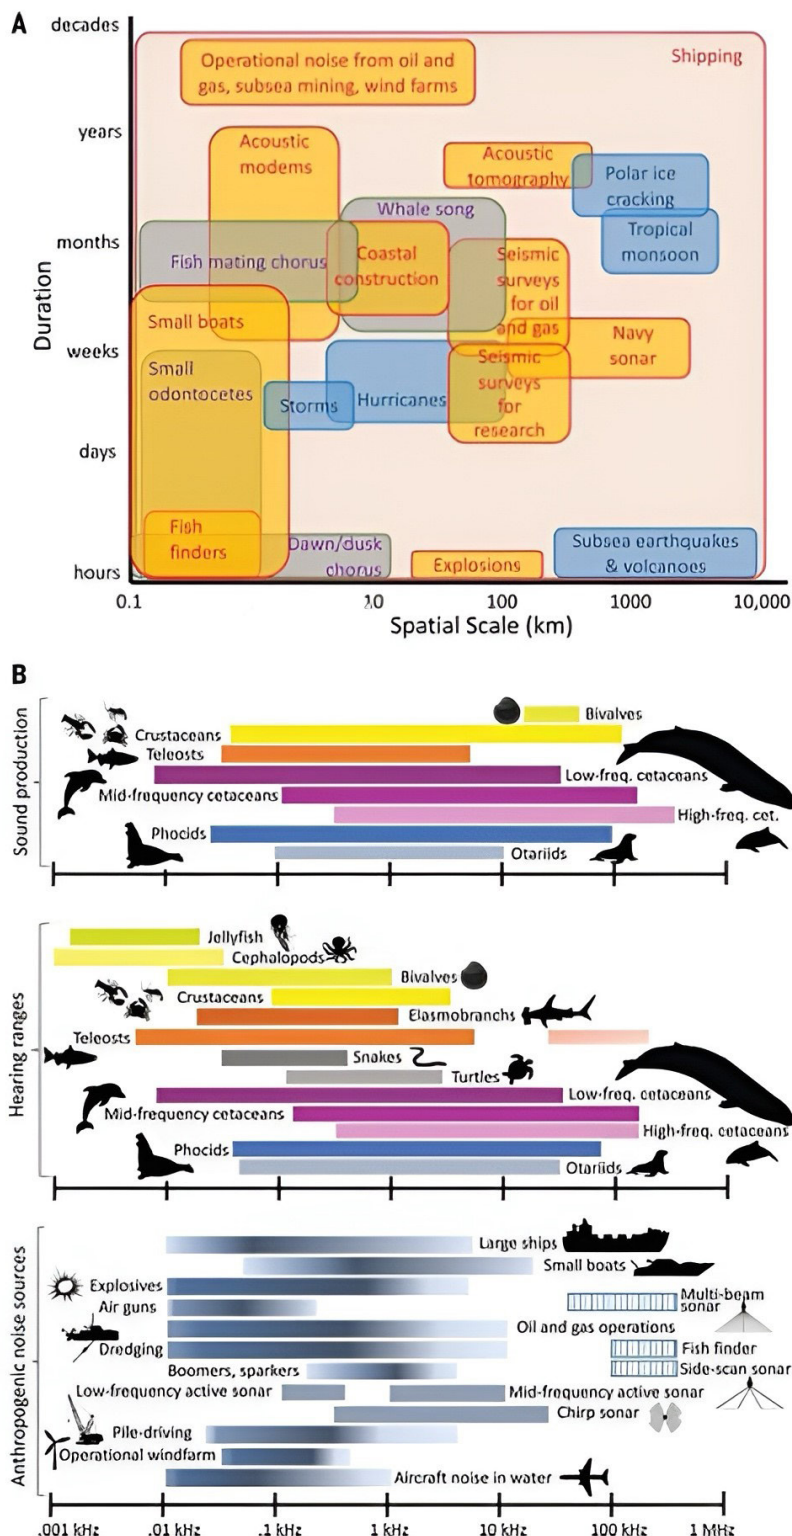 A
decades
years
months
weeks
days
hours
Duration
Shipping
Operational noise from oil and
gas, subsea mining, wind farms
Acoustic
modems
Acoustic
tomography
Polar ice
cracking
Whale song
Tropical
monsoon
Fish mating chorus
Coastal
construction
Seismic
surveys
for oil
and gas
Small boats
Navy
sonar
Small
odontocetes
Storms
Hurricanes
Seismic
surveys
for
research
Fish
finders
Dawn/dusk
chorus
Explosions
Subsea earthquakes
& volcanoes
0.1
10
100
1000
10,000
Spatial Scale (km)
B
Sound production
Bivalves
Crustaceans
Teleosts
Low-freq. cetaceans
Mid-frequency cetaceans
High-freq. cet.
Phocids
Otariids
Hearing ranges
Jellyfish
Cephalopods
Bivalves
Crustaceans
Elasmobranchs
Teleosts
Snakes
Turtles
Low-freq. cetaceans
Mid-frequency cetaceans
High-freq. cetaceans
Phocids
Otariids
Anthropogenic noise sources
Large ships
Small boats
Explosives
Multi-beam
sonar
Air guns
Oil and gas operations
Dredging
Fish finder
Boomers, sparkers
Side-scan sonar
Low-frequency active sonar
Mid-frequency active sonar
Chirp sonar
Pile-driving
Operational windfarm
Aircraft noise in water
.001 kHz
.01 kHz
.1 kHz
1 kHz
10 kHz
100 kHz
1 MHz